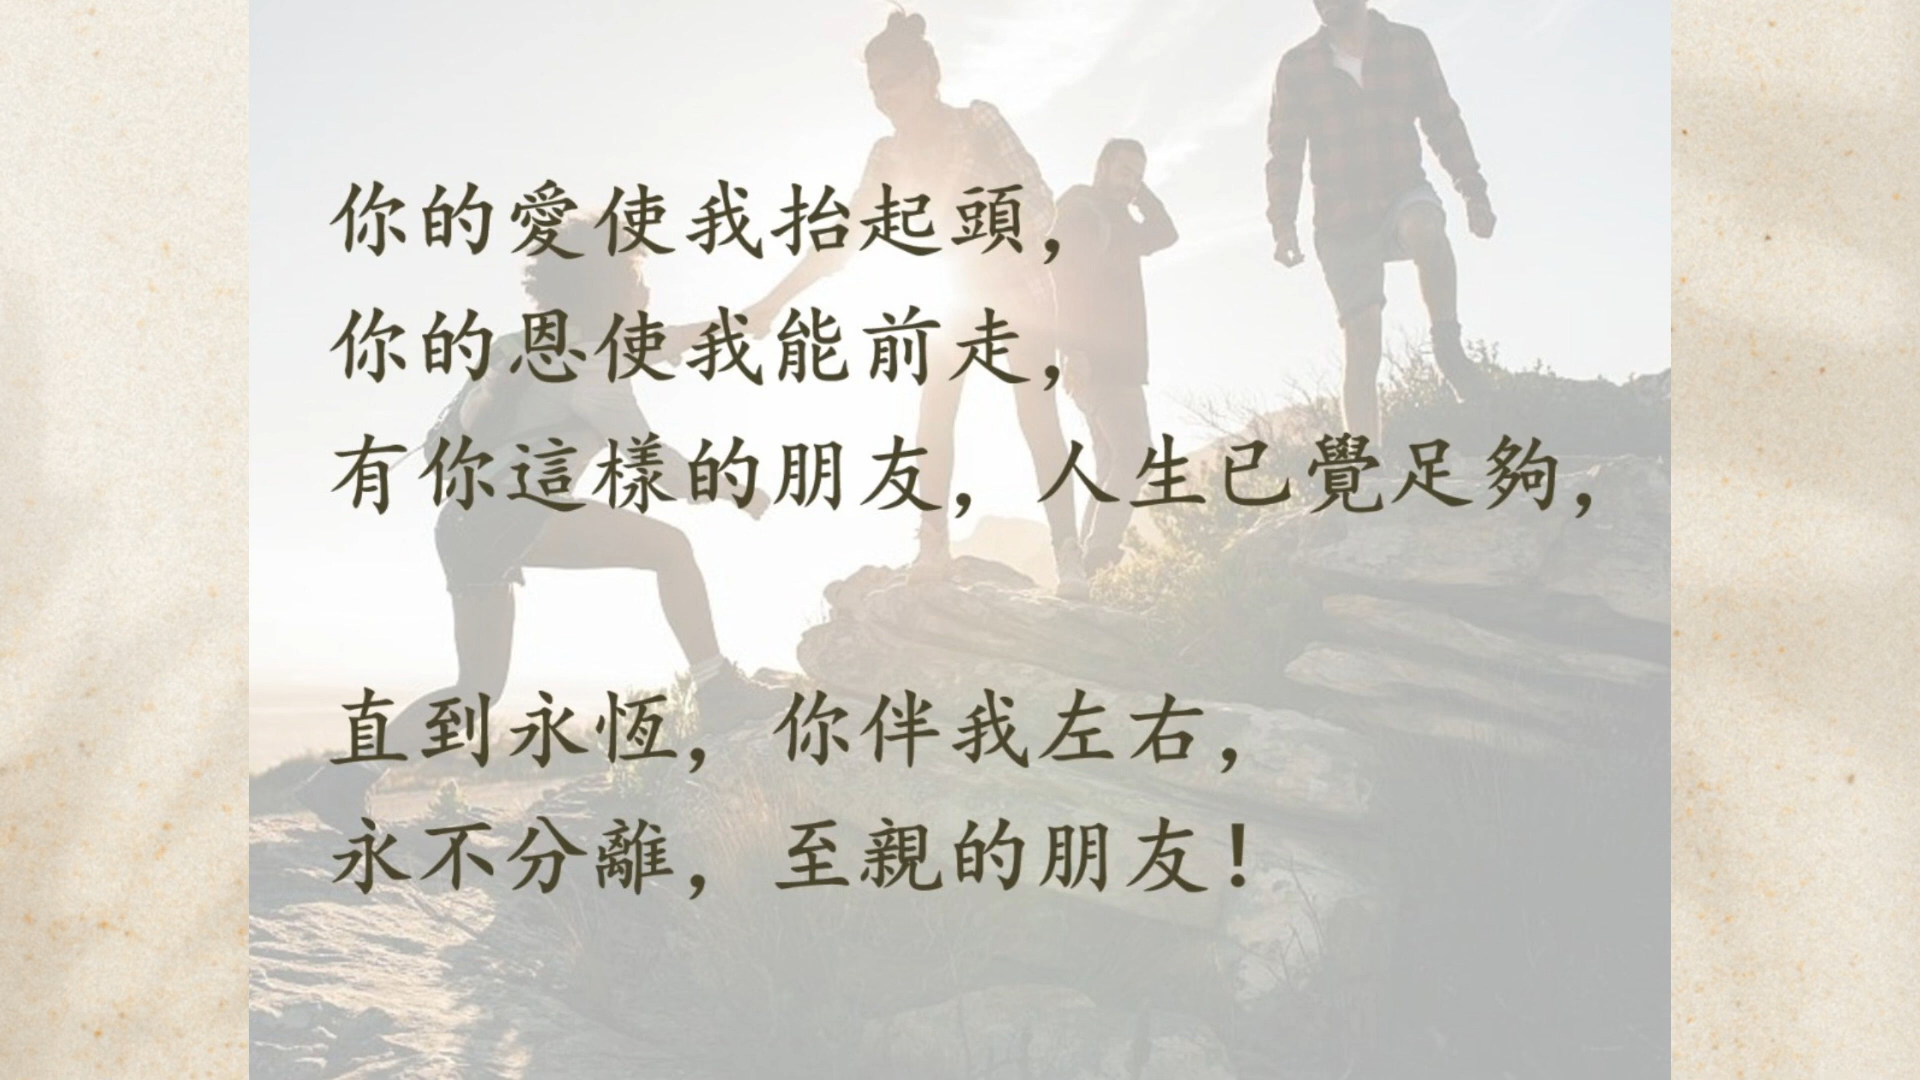 你的愛使我抬起頭，
你的恩使我能前走，
有你這樣的朋友，人生已覺足夠，
直到永恆，你伴我左右，
永不分離，至親的朋友！